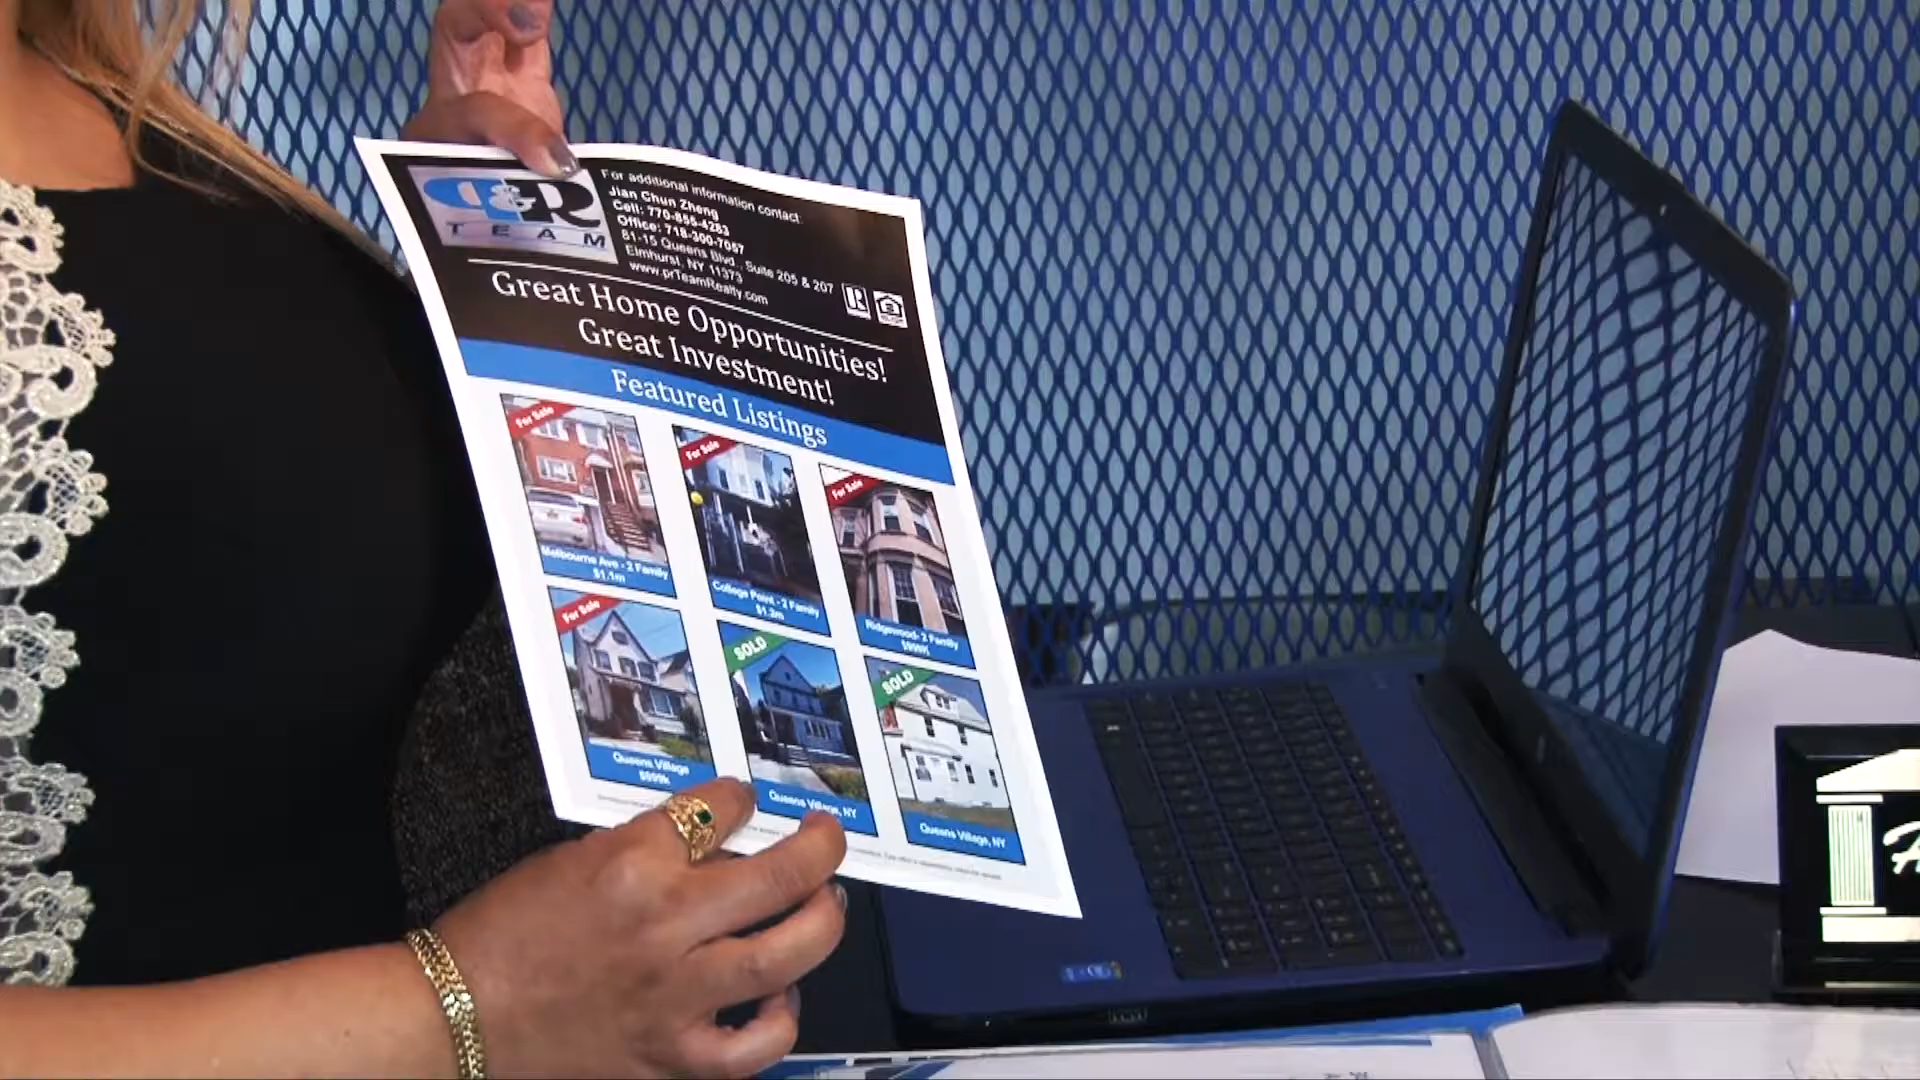 P&R
TEAM
For additional information contact:
Jian Chun Zheng
Cell: 770-855-4283
Office: 718-300-7057
81-15 Queens Blvd., Suite 205 & 207
Elmhurst, NY 11373
www.prTeamRealty.com
Great Home Opportunities!
Great Investment!
Featured Listings
For Sale
Melbourne Ave - 2 Family
$1.1m
For Sale
College Point - 2 Family
$1.2m
For Sale
Ridgewood- 2 Family
$999K
For Sale
Queens Village
$999k
SOLD
Queens Village, NY
SOLD
Queens Village, NY